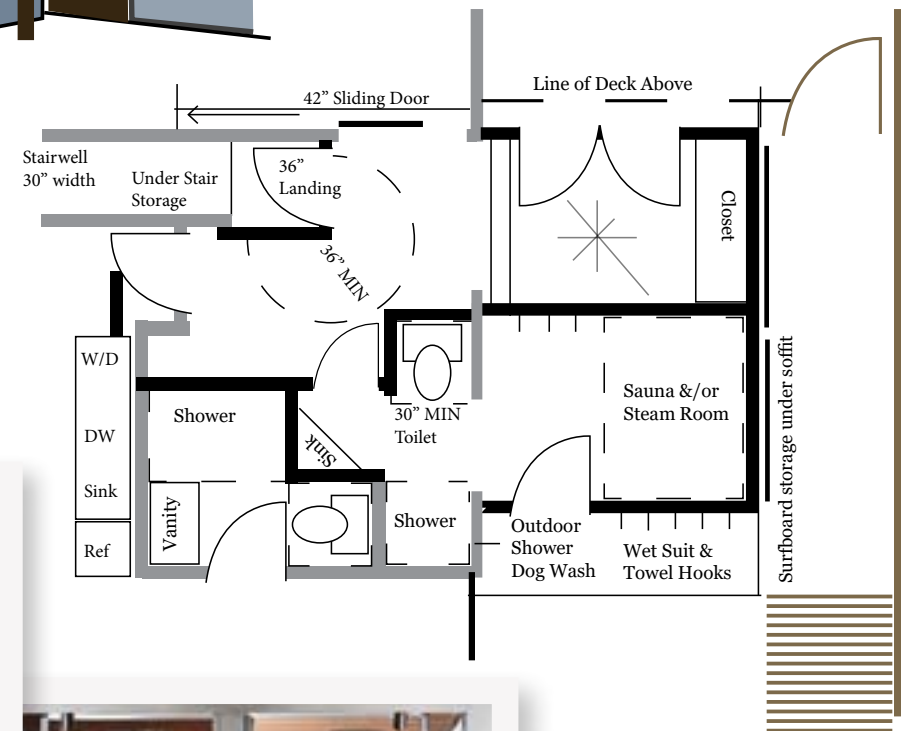 Line of Deck Above
42” Sliding Door
Stairwell
30” width
Under Stair
Storage
36”
Landing
Closet
36” MIN
W/D
DW
Sink
Ref
Shower
Vanity
Sink
30” MIN
Toilet
Shower
Sauna &/or
Steam Room
Outdoor
Shower
Dog Wash
Wet Suit &
Towel Hooks
Surfboard storage under soffit